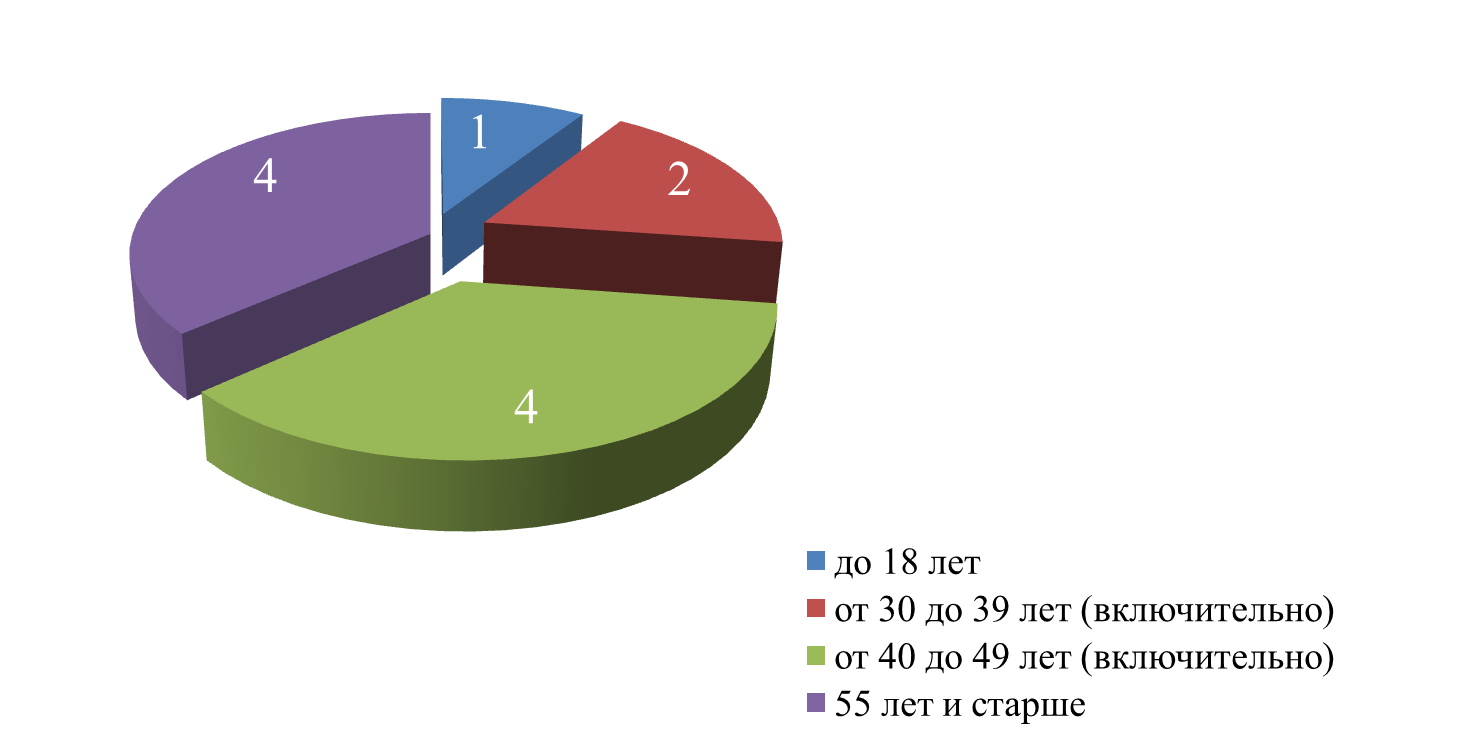 1
2
4
4
до 18 лет
от 30 до 39 лет (включительно)
от 40 до 49 лет (включительно)
55 лет и старше